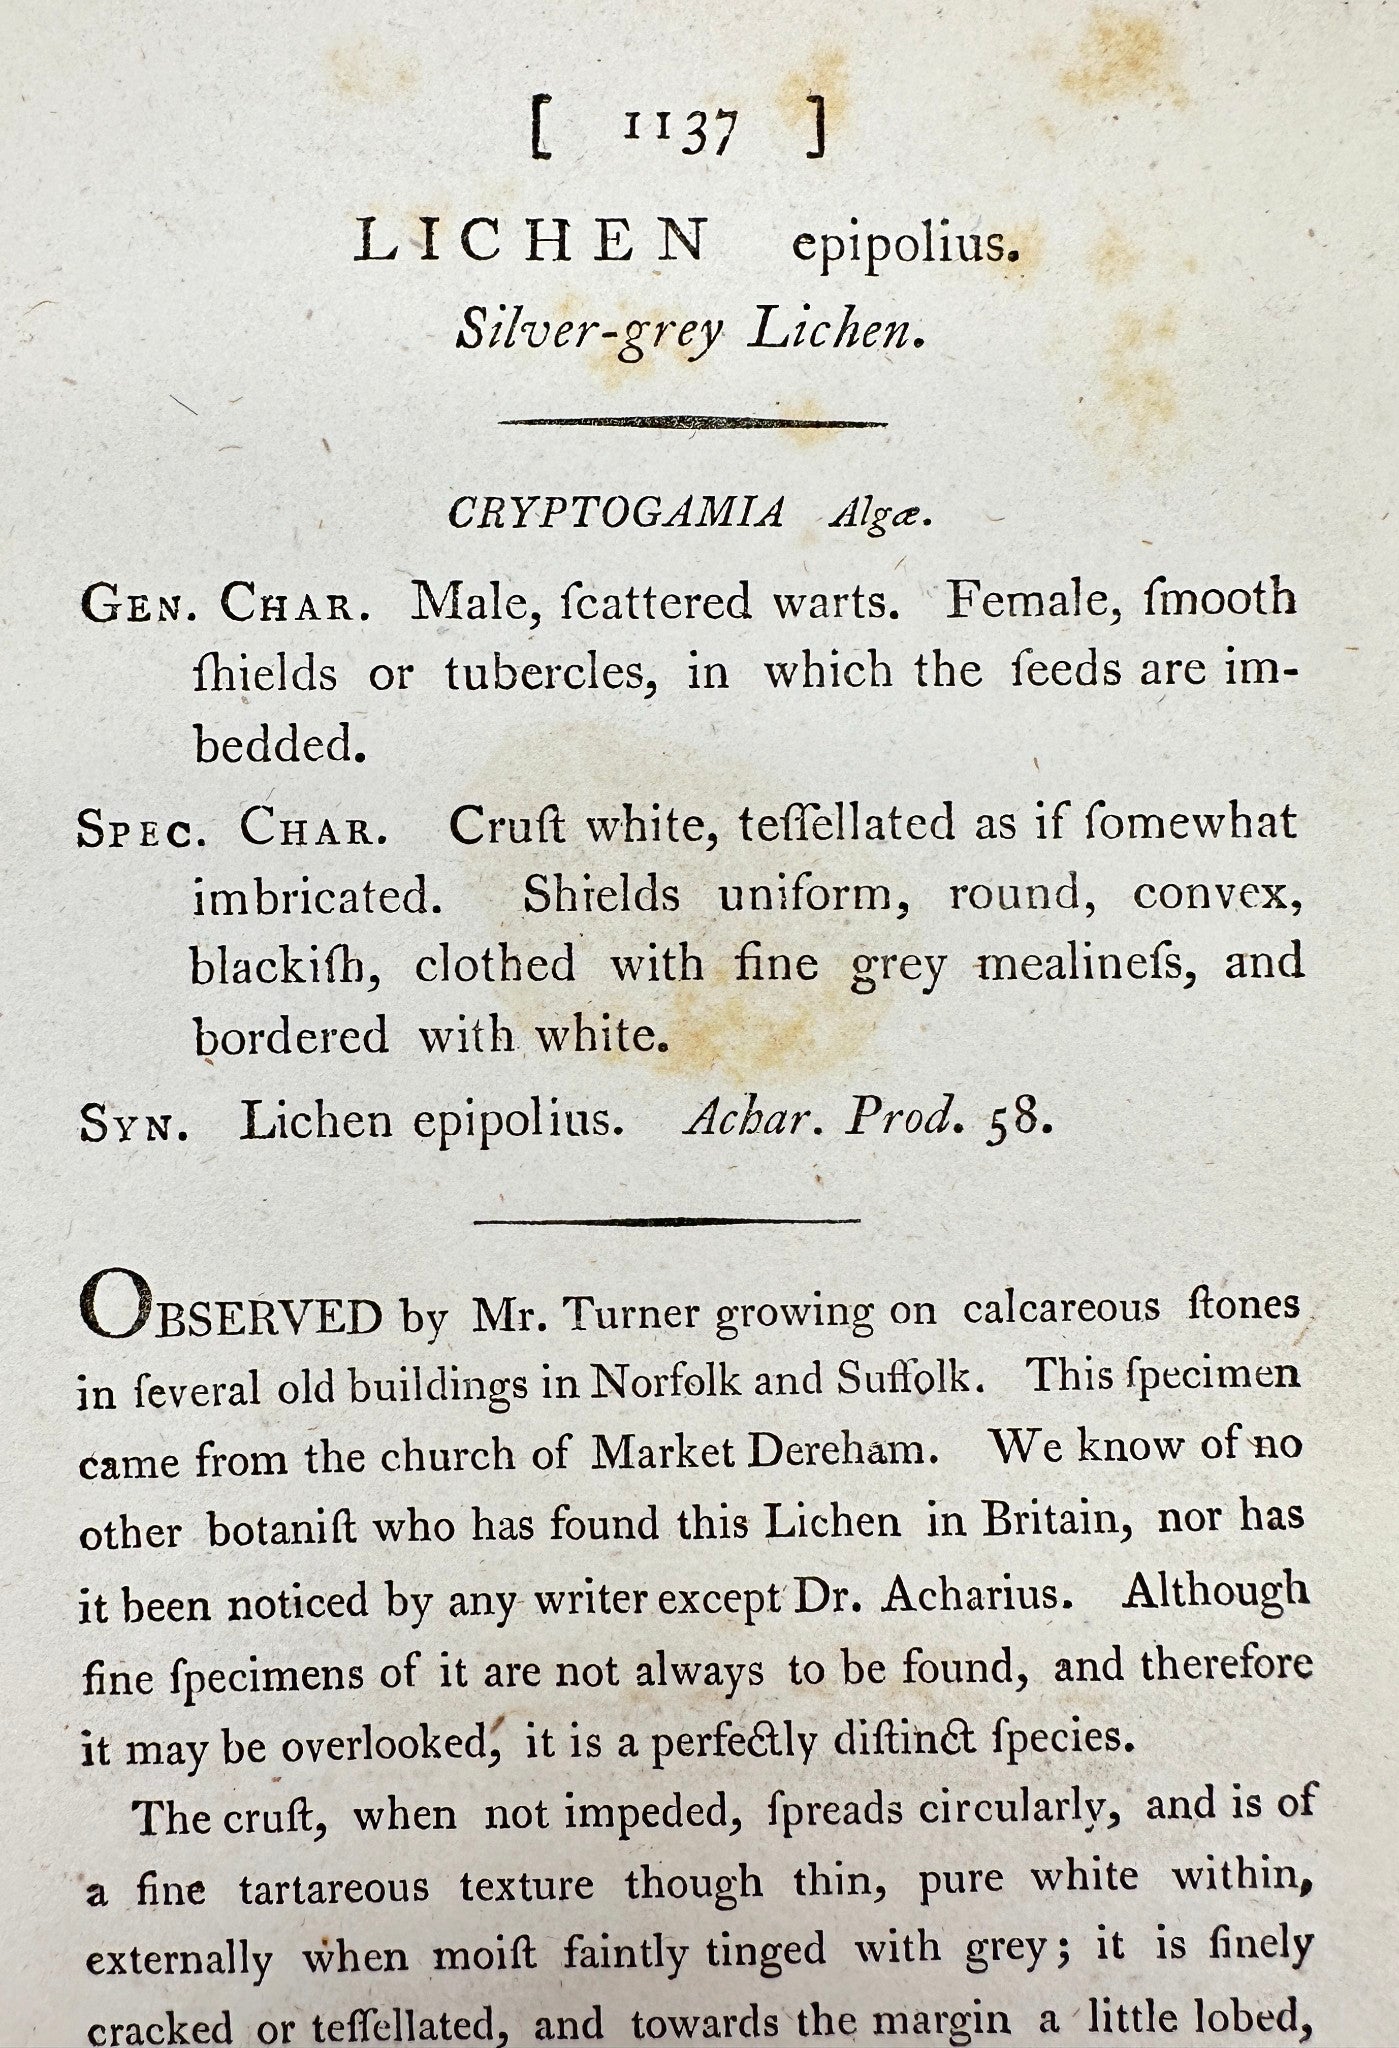 [ 1137 ]
LICHEN epipolius.
Silver-grey Lichen.
CRYPTOGAMIA Algæ.
GEN. CHAR. Male, ſcattered warts. Female, ſmooth
ſhields or tubercles, in which the ſeeds are im-
bedded.
SPEC. CHAR. Cruſt white, teſſellated as if ſomewhat
imbricated. Shields uniform, round, convex,
blackiſh, clothed with fine grey mealineſs, and
bordered with white.
SYN. Lichen epipolius. Achar. Prod. 58.
OBSERVED by Mr. Turner growing on calcareous ſtones
in ſeveral old buildings in Norfolk and Suffolk. This ſpecimen
came from the church of Market Dereham. We know of no
other botaniſt who has found this Lichen in Britain, nor has
it been noticed by any writer except Dr. Acharius. Although
fine ſpecimens of it are not always to be found, and therefore
it may be overlooked, it is a perfectly diſtinct ſpecies.
The cruſt, when not impeded, ſpreads circularly, and is of
a fine tartareous texture though thin, pure white within,
externally when moiſt faintly tinged with grey; it is finely
cracked or teſſellated, and towards the margin a little lobed,